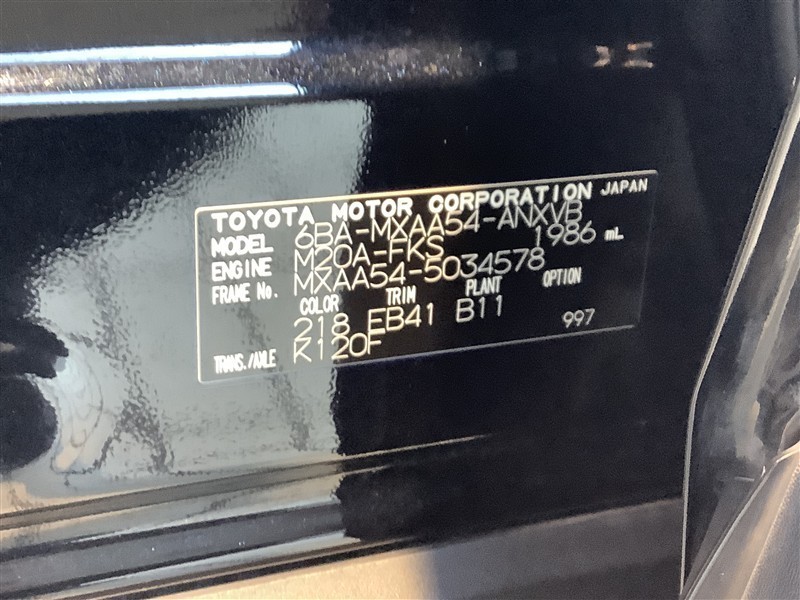 TOYOTA MOTOR CORPORATION JAPAN
MODEL 6BA-MXAA54-ANXVB
ENGINE M20A-FKS 1986 mL
FRAME No. MXAA54-5034578
COLOR TRIM PLANT OPTION
218 EB41 B11 997
TRANS./AXLE K120F